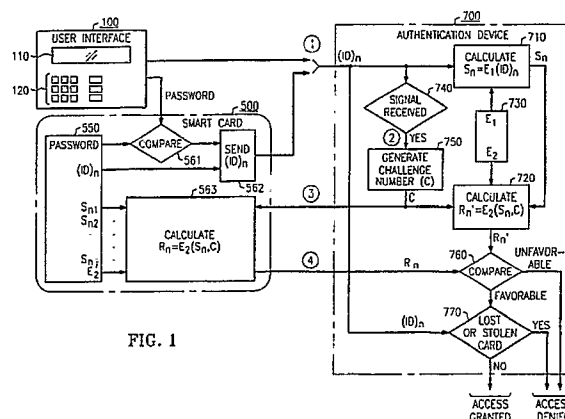 100
USER INTERFACE
110
120
PASSWORD
500
SMART CARD
550
PASSWORD
COMPARE
561
SEND
(ID)n
562
(ID)n
563
Sn1
Sn2
Snj
E2
CALCULATE
Rn=E2(Sn,C)
FIG. 1
1
2
3
4
700
AUTHENTICATION DEVICE
710
CALCULATE
Sn=E1(ID)n
Sn
(ID)n
740
SIGNAL
RECEIVED
YES
730
E1
E2
750
GENERATE
CHALLENGE
NUMBER (C)
C
720
CALCULATE
Rn'=E2(Sn,C)
Rn'
760
COMPARE
Rn
UNFAVOR-
ABLE
FAVORABLE
770
LOST
OR STOLEN
CARD
(ID)n
YES
NO
ACCESS
GRANTED
ACCESS
DENIED